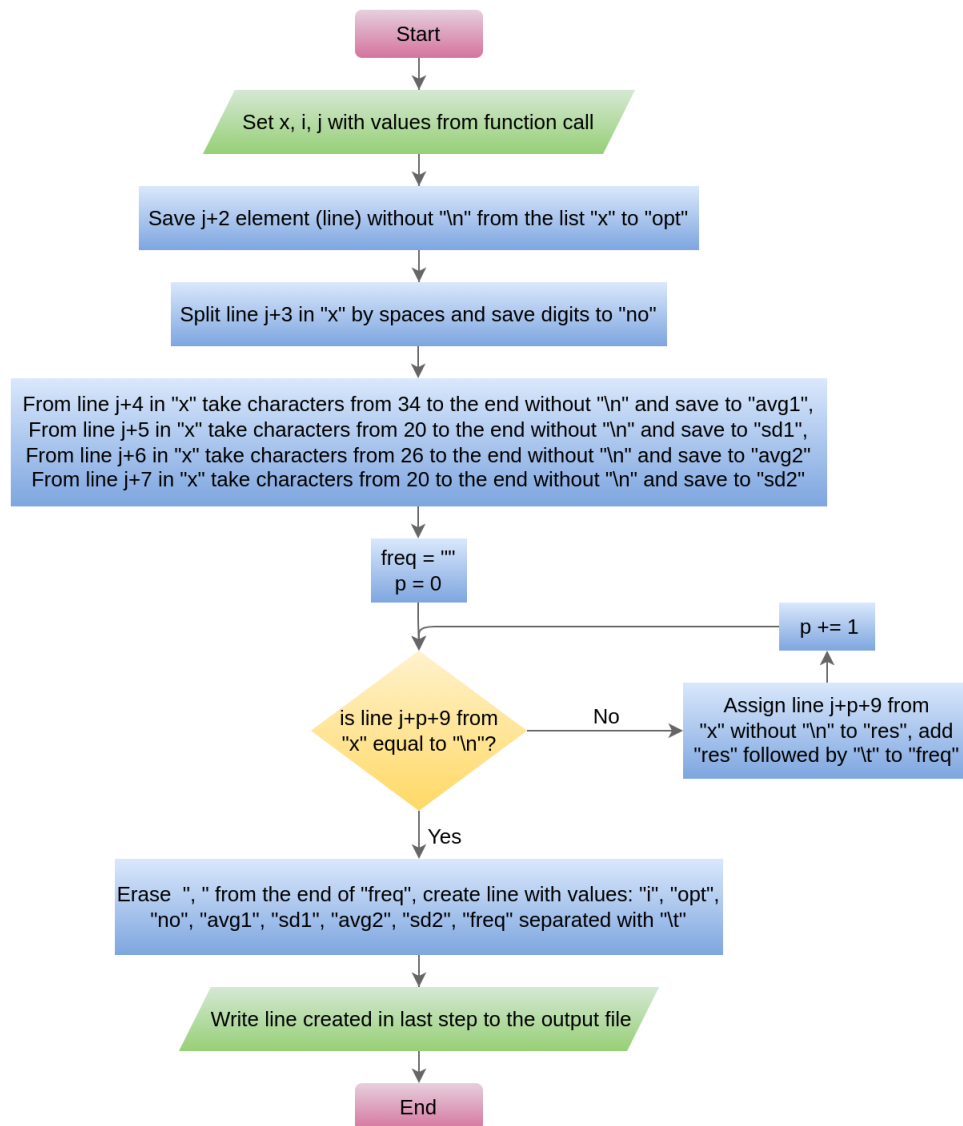 Start
Set x, i, j with values from function call
Save j+2 element (line) without "\n" from the list "x" to "opt"
Split line j+3 in "x" by spaces and save digits to "no"
From line j+4 in "x" take characters from 34 to the end without "\n" and save to "avg1",
From line j+5 in "x" take characters from 20 to the end without "\n" and save to "sd1",
From line j+6 in "x" take characters from 26 to the end without "\n" and save to "avg2"
From line j+7 in "x" take characters from 20 to the end without "\n" and save to "sd2"
freq = ""
p = 0
p += 1
is line j+p+9 from
"x" equal to "\n"?
No
Assign line j+p+9 from
"x" without "\n" to "res", add
"res" followed by "\t" to "freq"
Yes
Erase  ", " from the end of "freq", create line with values: "i", "opt",
"no", "avg1", "sd1", "avg2", "sd2", "freq" separated with "\t"
Write line created in last step to the output file
End